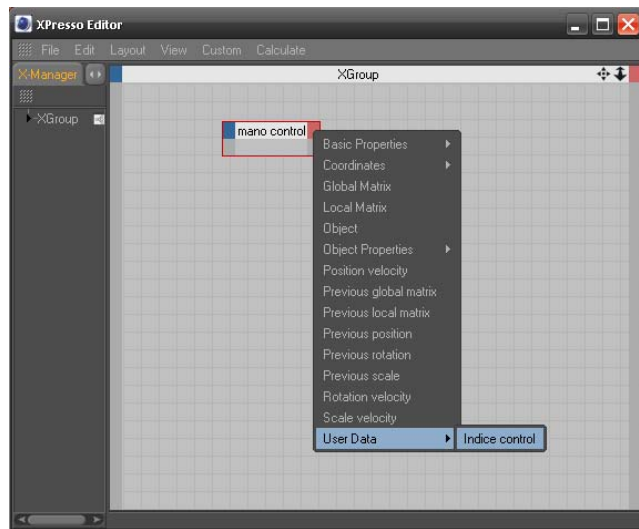 XPresso Editor
File Edit Layout View Custom Calculate
X-Manager
XGroup
XGroup
mano control
Basic Properties
Coordinates
Global Matrix
Local Matrix
Object
Object Properties
Position velocity
Previous global matrix
Previous local matrix
Previous position
Previous rotation
Previous scale
Rotation velocity
Scale velocity
User Data
Indice control